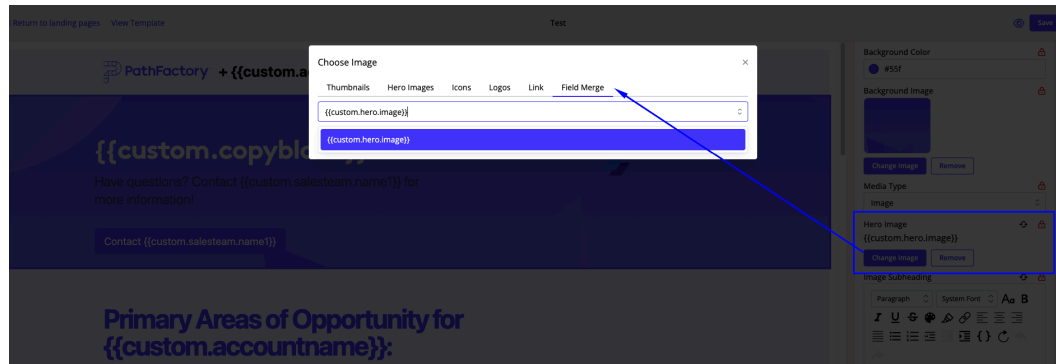 Return to landing pages View Template Test Save
PathFactory + {{custom.a
{{custom.copyblo
Have questions? Contact {{custom.salesteam.name1}} for
more information!
Contact {{custom.salesteam.name1}}
Primary Areas of Opportunity for
{{custom.accountname}}:
Choose Image
Thumbnails Hero Images Icons Logos Link Field Merge
{{custom.hero.image}}
{{custom.hero.image}}
Background Color
#55f
Background Image
Change Image Remove
Media Type
Image
Hero Image
{{custom.hero.image}}
Change Image Remove
Image Subheading
Paragraph System Font Aa B